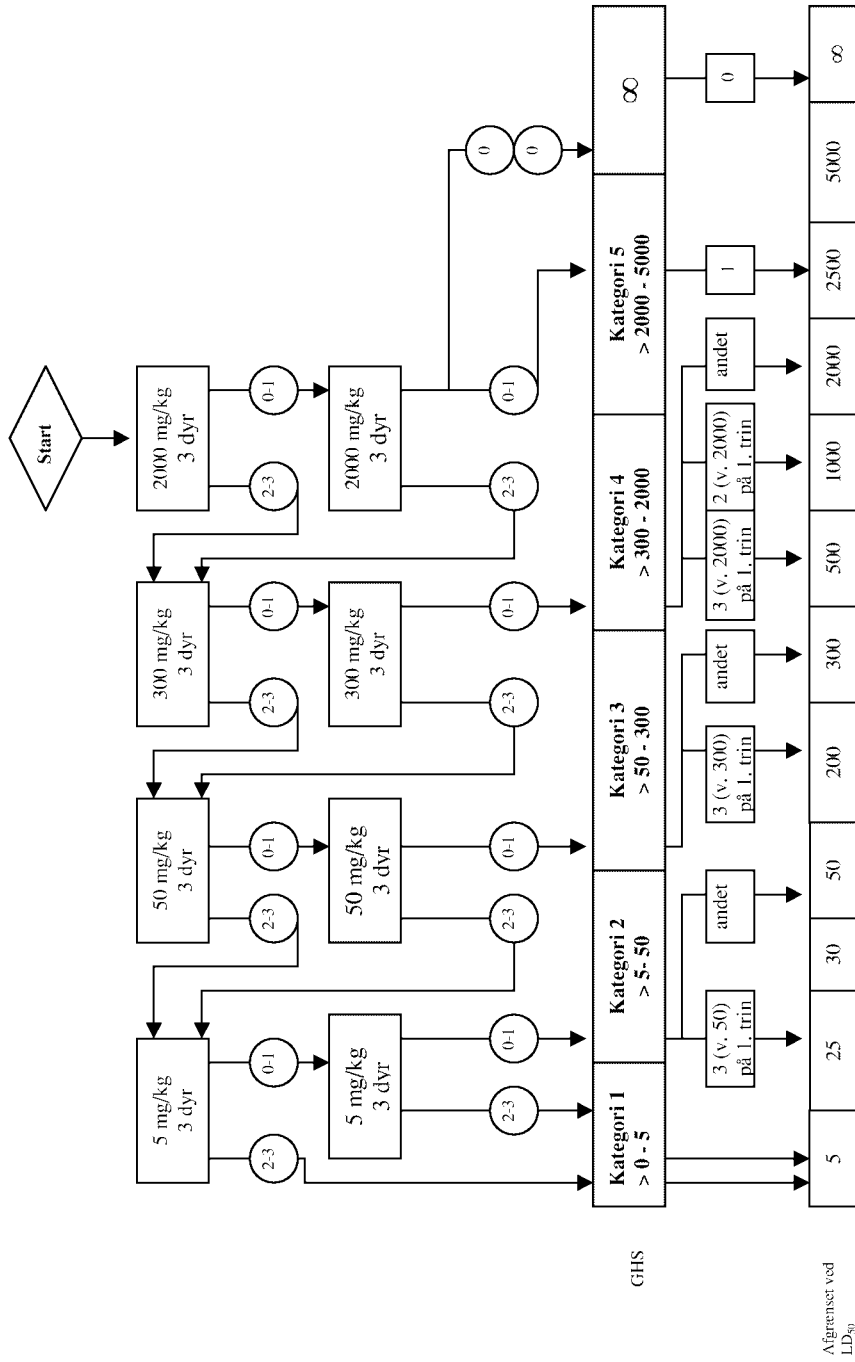 Start
5 mg/kg
3 dyr
50 mg/kg
3 dyr
300 mg/kg
3 dyr
2000 mg/kg
3 dyr
2-3
0-1
2-3
0-1
2-3
0-1
2-3
0-1
5 mg/kg
3 dyr
50 mg/kg
3 dyr
300 mg/kg
3 dyr
2000 mg/kg
3 dyr
2-3
0-1
2-3
0-1
2-3
0-1
2-3
0-1
0
0
GHS
Kategori 1
> 0 - 5
Kategori 2
> 5- 50
Kategori 3
> 50 - 300
Kategori 4
> 300 - 2000
Kategori 5
> 2000 - 5000
∞
3 (v. 50)
på 1. trin
andet
3 (v. 300)
på 1. trin
andet
3 (v. 2000)
på 1. trin
2 (v. 2000)
på 1. trin
andet
1
0
Afgrænset ved
LD50
5
25
30
50
200
300
500
1000
2000
2500
5000
∞